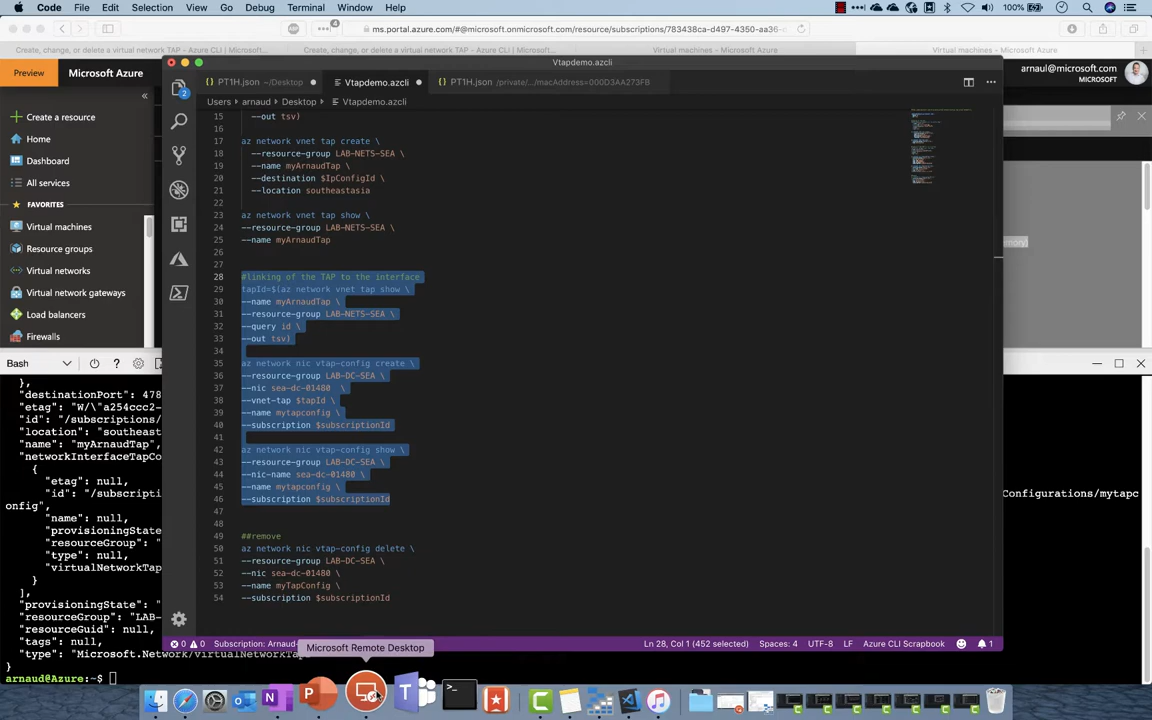 Code File Edit Selection View Go Debug Terminal Window Help 100%
ms.portal.azure.com/#@microsoft.onmicrosoft.com/resource/subscriptions/783438ca-d497-4350-aa36-
Create, change, or delete a virtual network TAP - Azure CLI | Microsoft...
Create, change, or delete a virtual network TAP - Azure CLI | Microsoft...
Virtual machines - Microsoft Azure
Virtual machines - Microsoft Azure
Vtapdemo.azcli
Preview Microsoft Azure
arnaul@microsoft.com
MICROSOFT
PT1H.json ~/Desktop
Vtapdemo.azcli
PT1H.json /private/.../macAddress=000D3AA273FB
Users > arnaud > Desktop > Vtapdemo.azcli
Create a resource
Home
Dashboard
All services
FAVORITES
Virtual machines
Resource groups
Virtual networks
Virtual network gateways
Load balancers
Firewalls
2
15 --out tsv)
16
17 az network vnet tap create \
18 --resource-group LAB-NETS-SEA \
19 --name myArnaudTap \
20 --destination $IpConfigId \
21 --location southeastasia
22
23 az network vnet tap show \
24 --resource-group LAB-NETS-SEA \
25 --name myArnaudTap
26
27
28 #linking of the TAP to the interface
29 tapId=$(az network vnet tap show \
30 --name myArnaudTap \
31 --resource-group LAB-NETS-SEA \
32 --query id \
33 --out tsv)
34
35 az network nic vtap-config create \
36 --resource-group LAB-DC-SEA \
37 --nic sea-dc-01480 \
38 --vnet-tap $tapId \
39 --name mytapconfig \
40 --subscription $subscriptionId
41
42 az network nic vtap-config show \
43 --resource-group LAB-DC-SEA \
44 --nic-name sea-dc-01480 \
45 --name mytapconfig \
46 --subscription $subscriptionId
47
48
49 ##remove
50 az network nic vtap-config delete \
51 --resource-group LAB-DC-SEA \
52 --nic sea-dc-01480 \
53 --name myTapConfig \
54 --subscription $subscriptionId
Bash
},
"destinationPort": 478
"etag": "W/\"a254ccc2-
"id": "/subscriptions/
"location": "southeast
"name": "myArnaudTap",
"networkInterfaceTapCo
{
"etag": null,
"id": "/subscripti
Configurations/mytapc
onfig",
"name": null,
"provisioningState
"resourceGroup": "
"type": null,
"virtualNetworkTap
}
],
"provisioningState": "
"resourceGroup": "LAB-
"resourceGuid": null,
"tags": null,
"type": "Microsoft.Network/virtualNetworkTap
}
arnaud@Azure:~$
0 0 Subscription: Arnaud-
Ln 28, Col 1 (452 selected) Spaces: 4 UTF-8 LF Azure CLI Scrapbook 1
Microsoft Remote Desktop